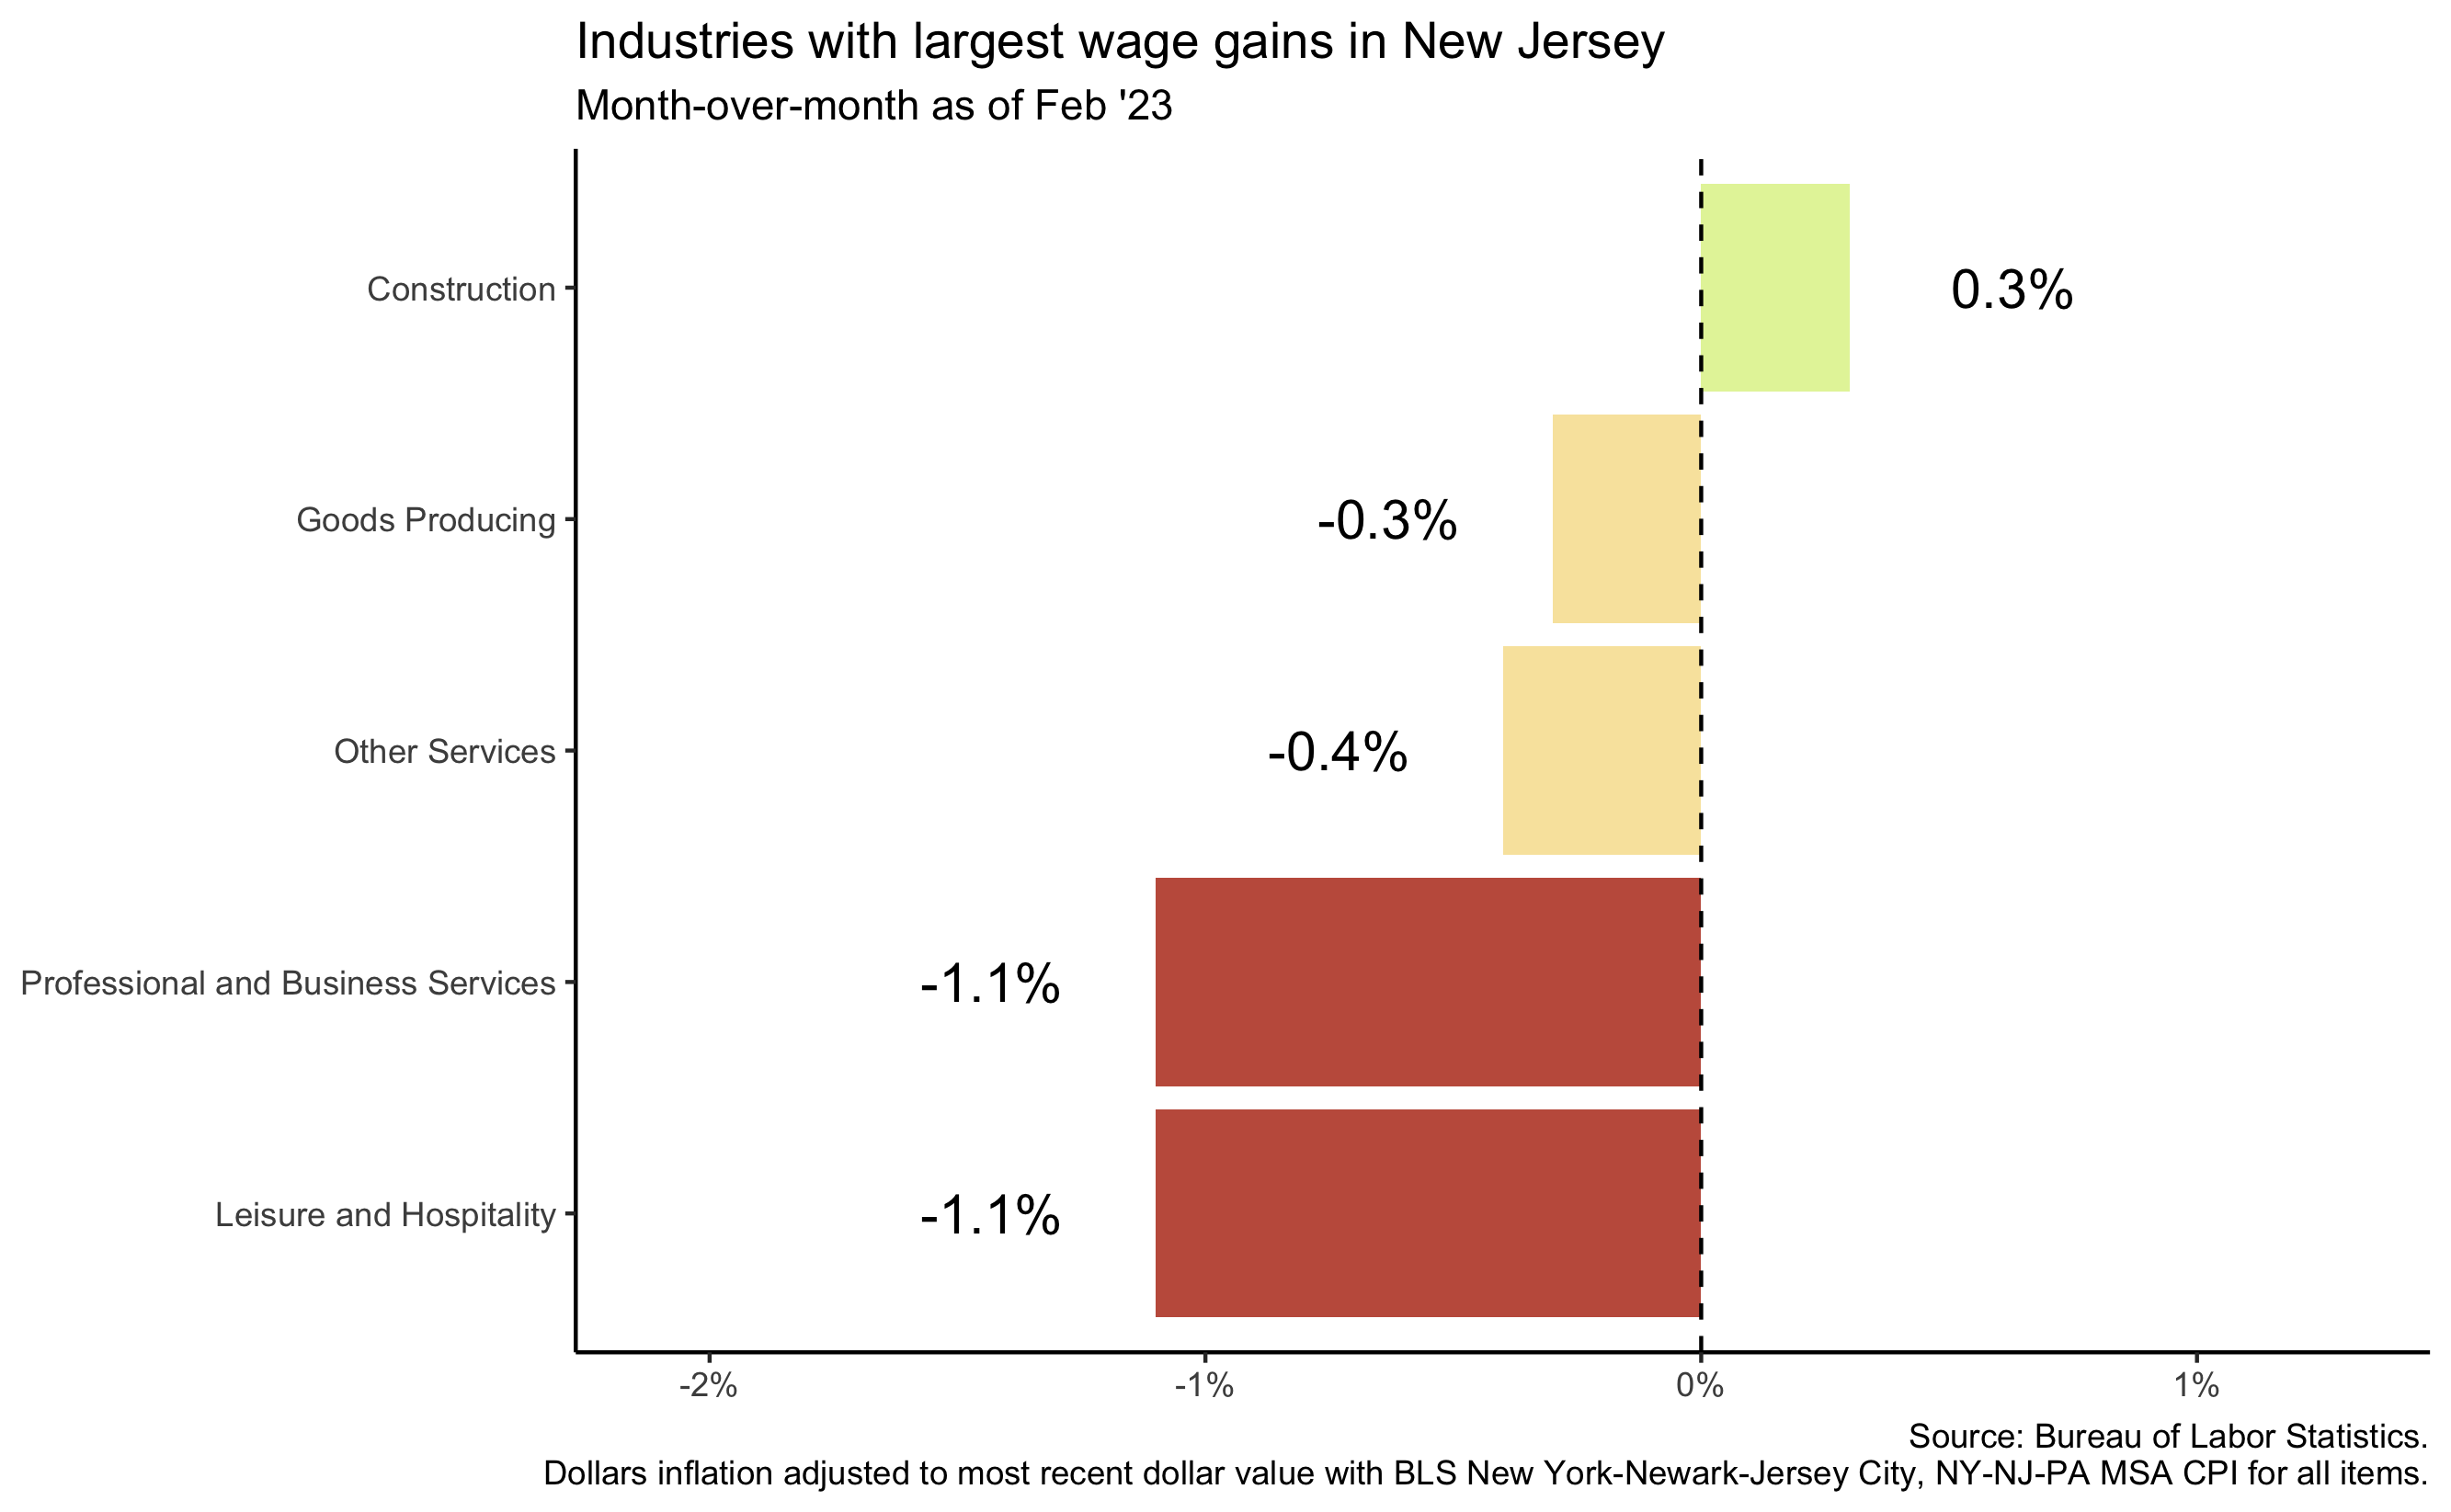 Industries with largest wage gains in New Jersey
Month-over-month as of Feb '23
Construction
0.3%
Goods Producing
-0.3%
Other Services
-0.4%
Professional and Business Services
-1.1%
Leisure and Hospitality
-1.1%
-2%
-1%
0%
1%
Source: Bureau of Labor Statistics.
Dollars inflation adjusted to most recent dollar value with BLS New York-Newark-Jersey City, NY-NJ-PA MSA CPI for all items.